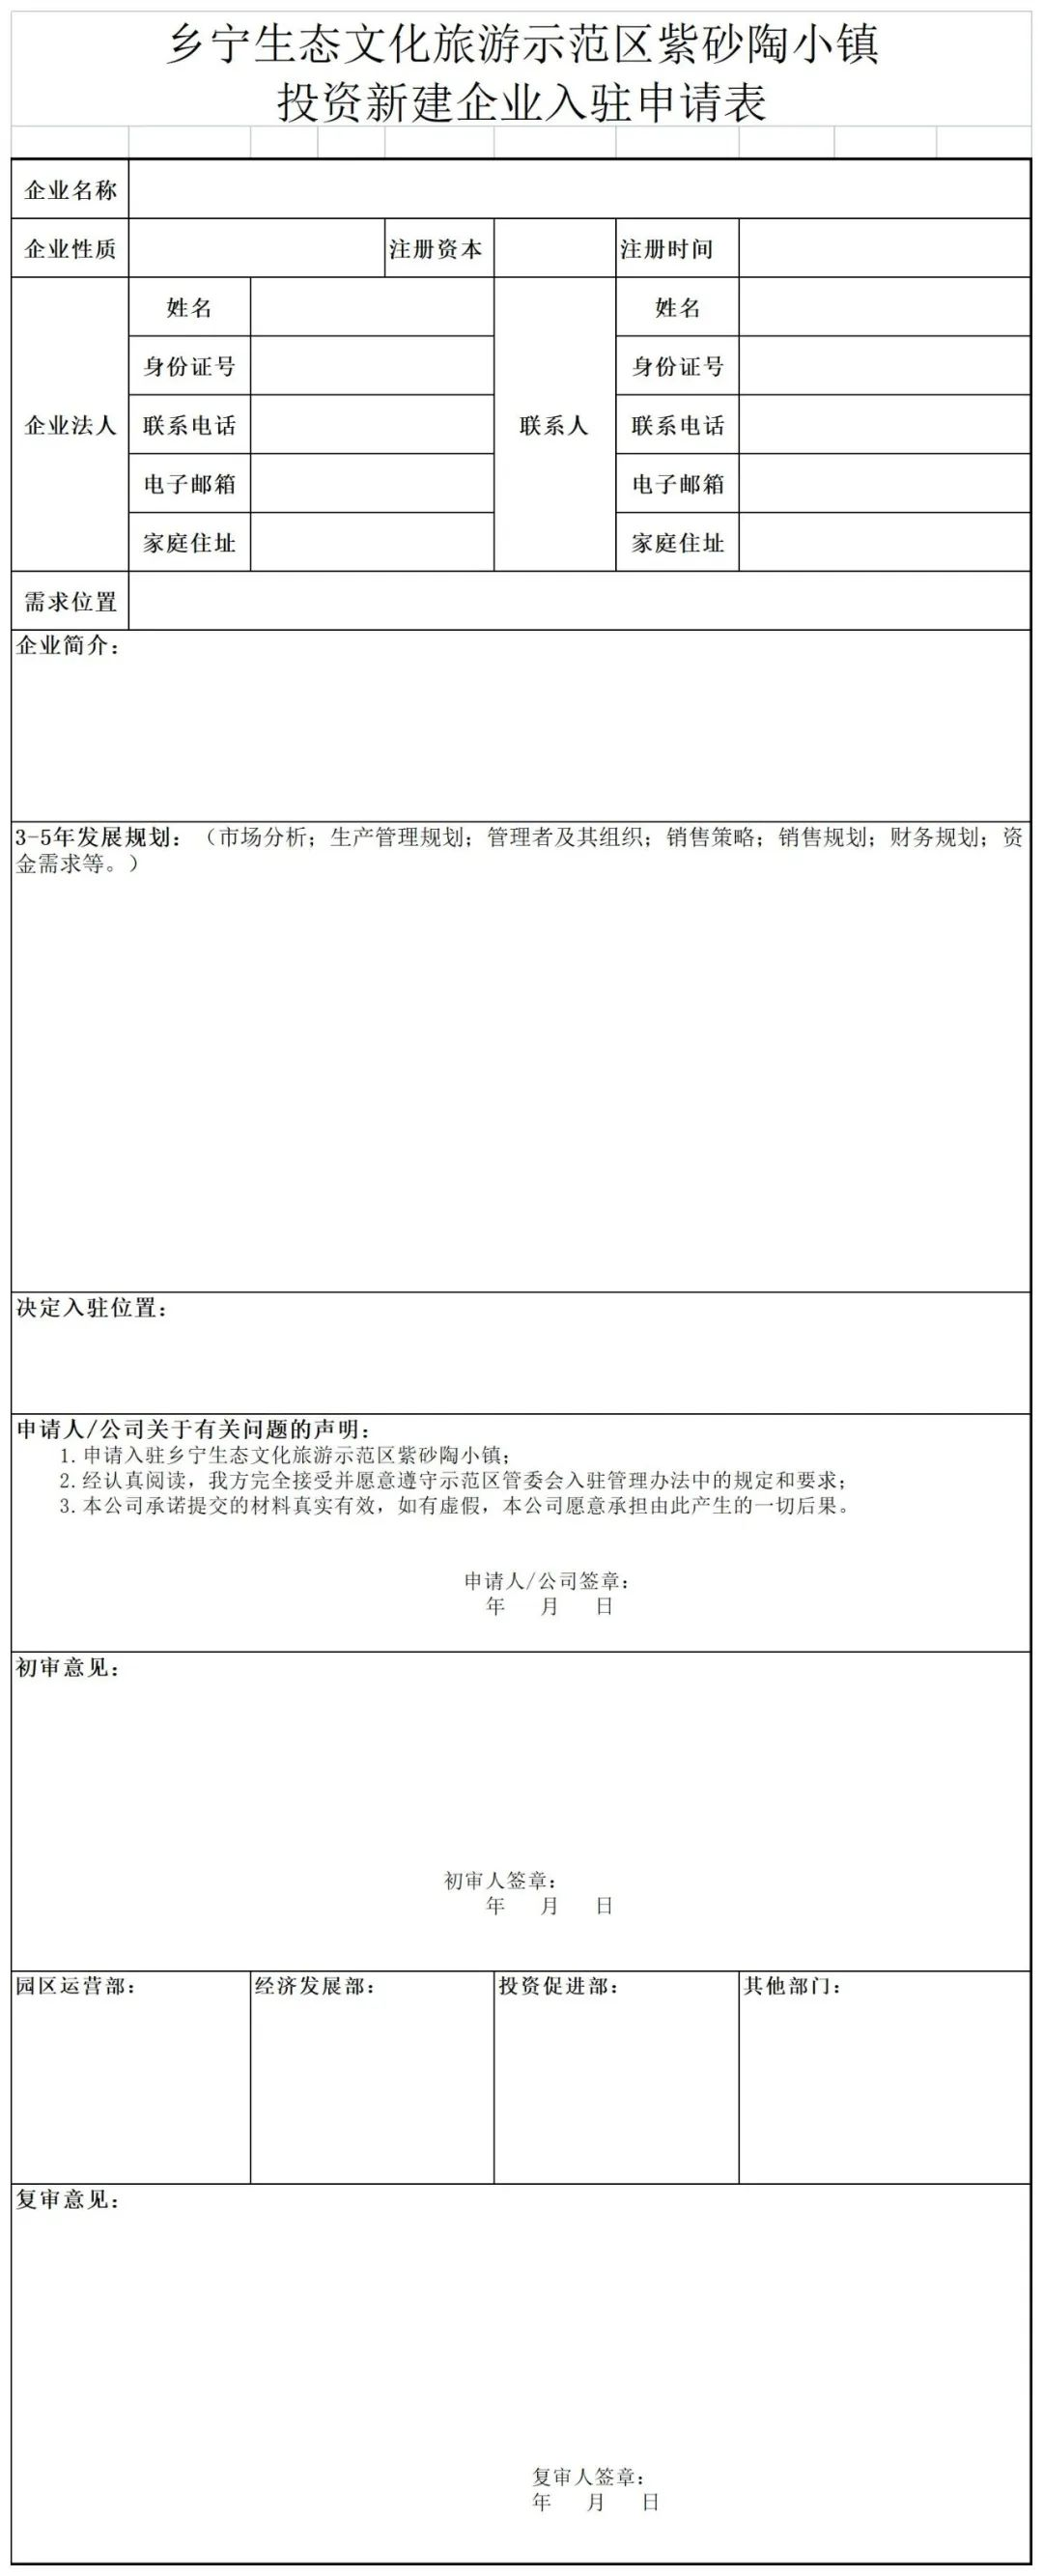 乡宁生态文化旅游示范区紫砂陶小镇
投资新建企业入驻申请表
企业名称
企业性质 注册资本 注册时间
姓名 姓名
身份证号 身份证号
企业法人 联系电话 联系人 联系电话
电子邮箱 电子邮箱
家庭住址 家庭住址
需求位置
企业简介：
3-5年发展规划：（市场分析；生产管理规划；管理者及其组织；销售策略；销售规划；财务规划；资
金需求等。）
决定入驻位置：
申请人/公司关于有关问题的声明：
1.申请入驻乡宁生态文化旅游示范区紫砂陶小镇；
2.经认真阅读，我方完全接受并愿意遵守示范区管委会入驻管理办法中的规定和要求；
3.本公司承诺提交的材料真实有效，如有虚假，本公司愿意承担由此产生的一切后果。
申请人/公司签章：
年 月 日
初审意见：
初审人签章：
年 月 日
园区运营部： 经济发展部： 投资促进部： 其他部门：
复审意见：
复审人签章：
年 月 日